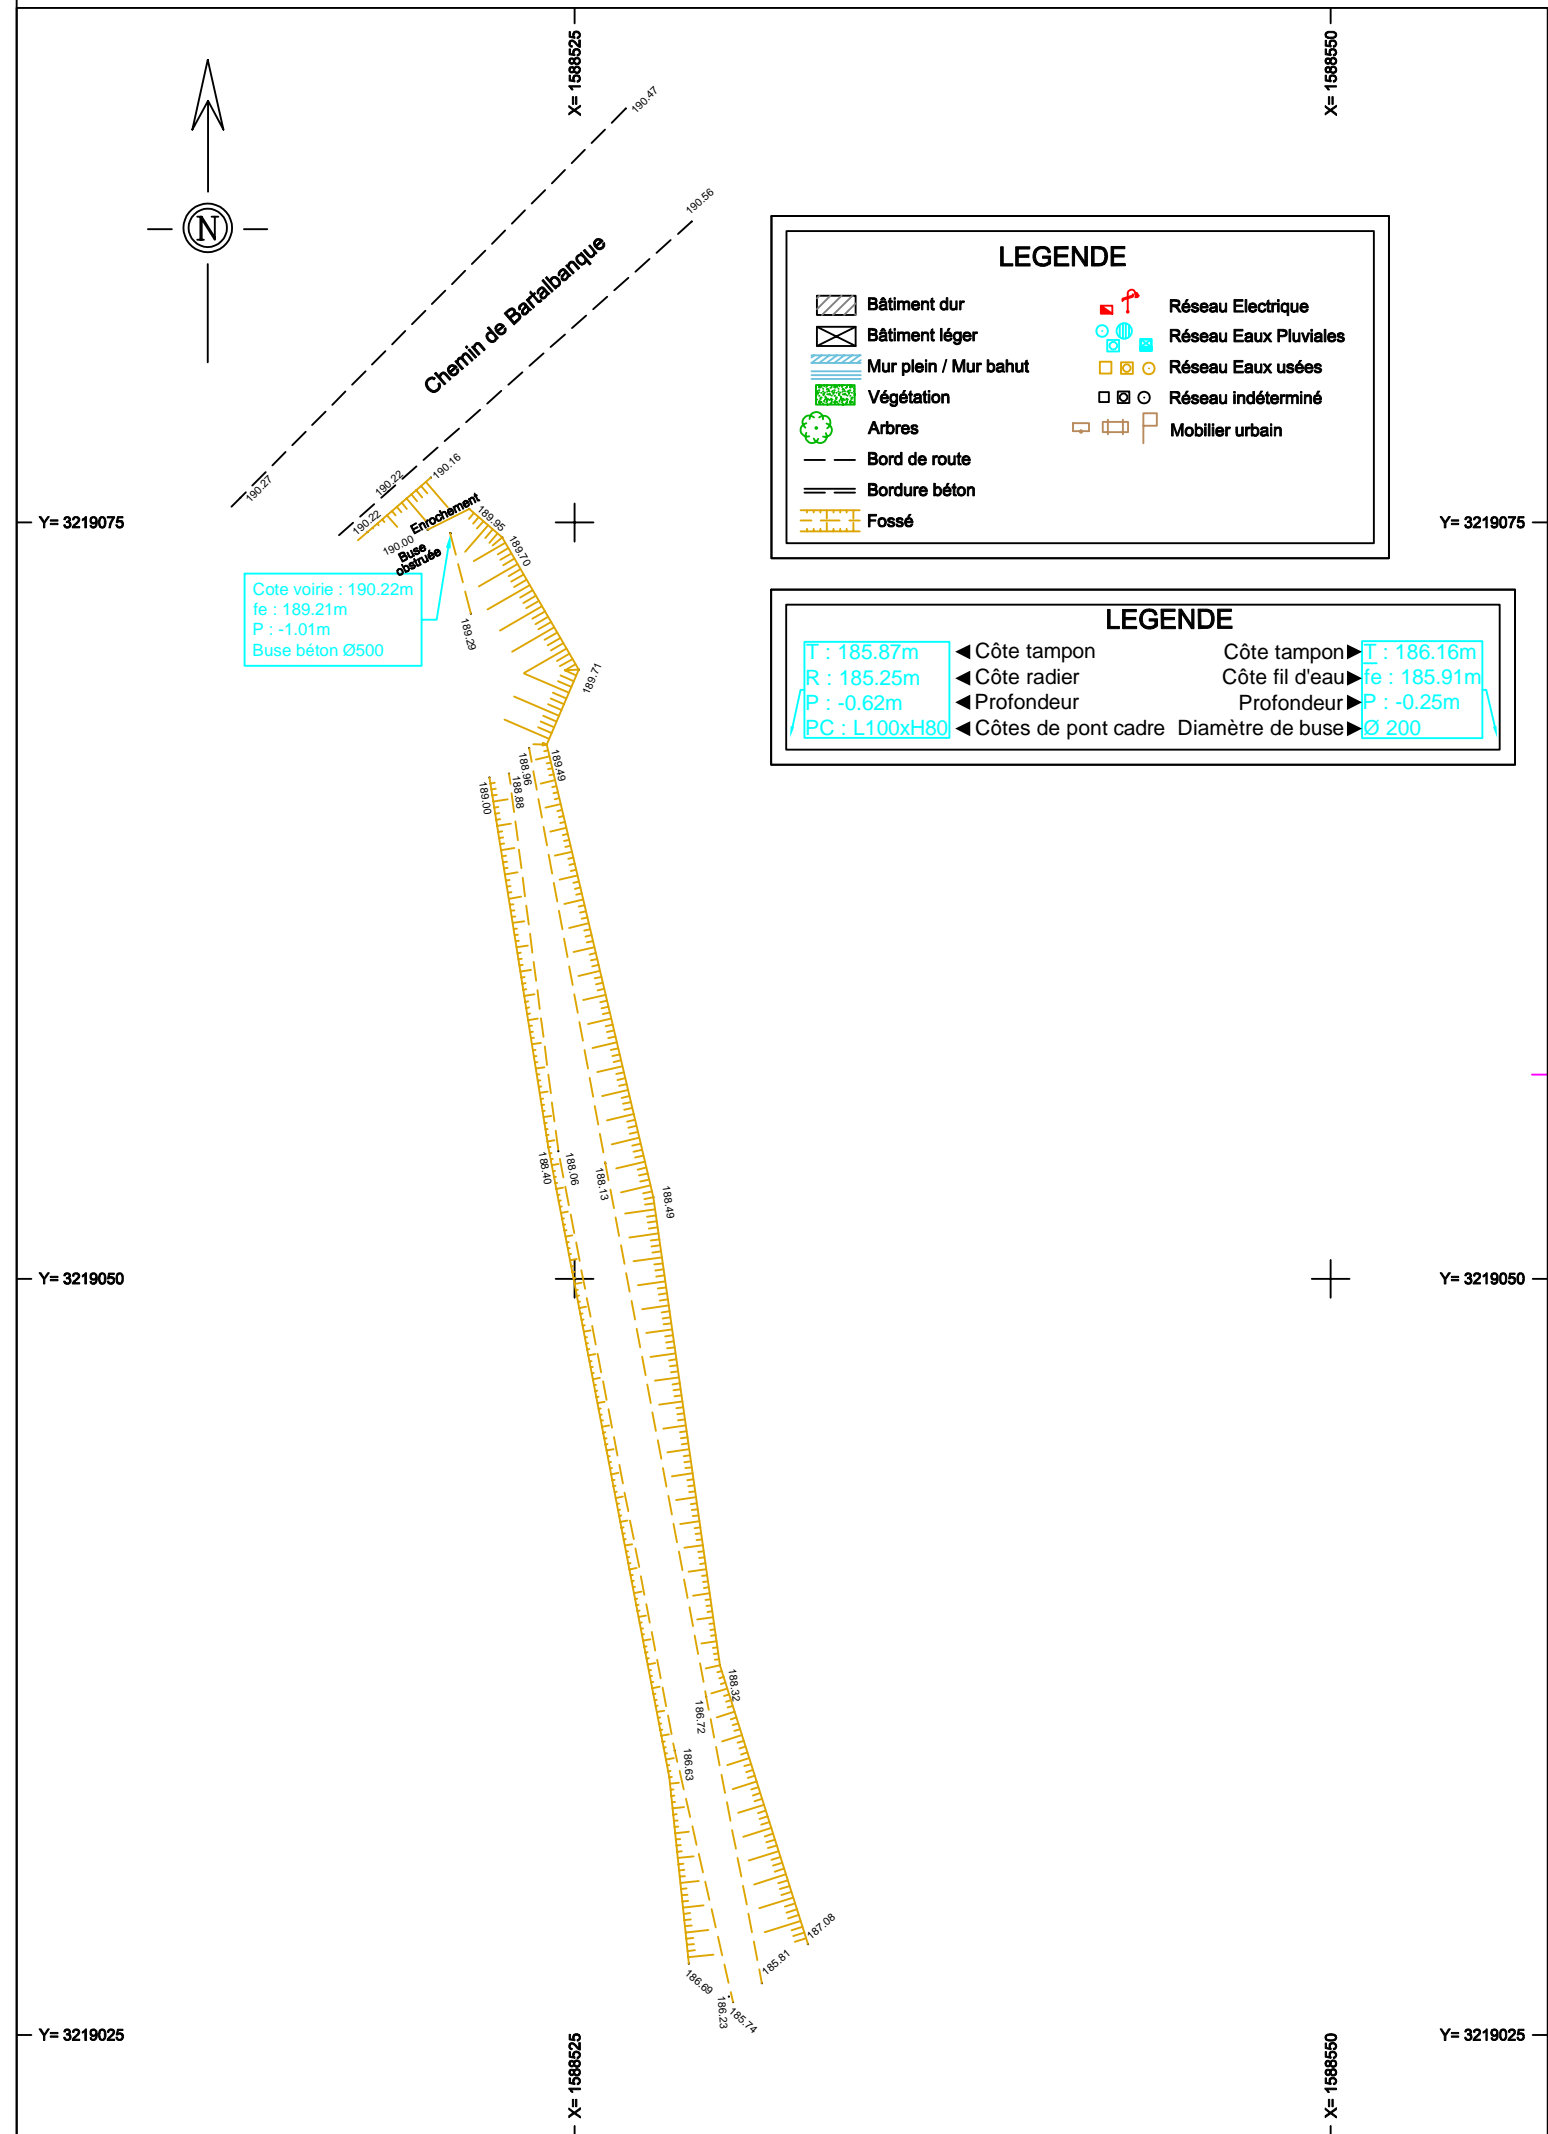 X= 1588525
X= 1588550
190.47
190.56
N
Chemin de Bartalbanque
LEGENDE
Bâtiment dur
Bâtiment léger
Mur plein / Mur bahut
Végétation
Arbres
Bord de route
Bordure béton
Fossé
Réseau Electrique
Réseau Eaux Pluviales
Réseau Eaux usées
Réseau indéterminé
Mobilier urbain
190.27
190.22
190.16
190.22
Enrochement
189.95
190.00
Buse
obstruée
189.70
Y= 3219075
Y= 3219075
Cote voirie : 190.22m
fe : 189.21m
P : -1.01m
Buse béton Ø500
189.29
189.71
LEGENDE
T : 185.87m
R : 185.25m
P : -0.62m
PC : L100xH80
Côte tampon
Côte radier
Profondeur
Côtes de pont cadre
Côte tampon
Côte fil d'eau
Profondeur
Diamètre de buse
T : 186.16m
fe : 185.91m
P : -0.25m
Ø 200
188.96
189.49
189.00
188.88
188.40
188.06
188.13
188.49
Y= 3219050
Y= 3219050
188.32
186.72
186.63
187.08
185.81
186.69
186.23
185.74
Y= 3219025
Y= 3219025
X= 1588525
X= 1588550